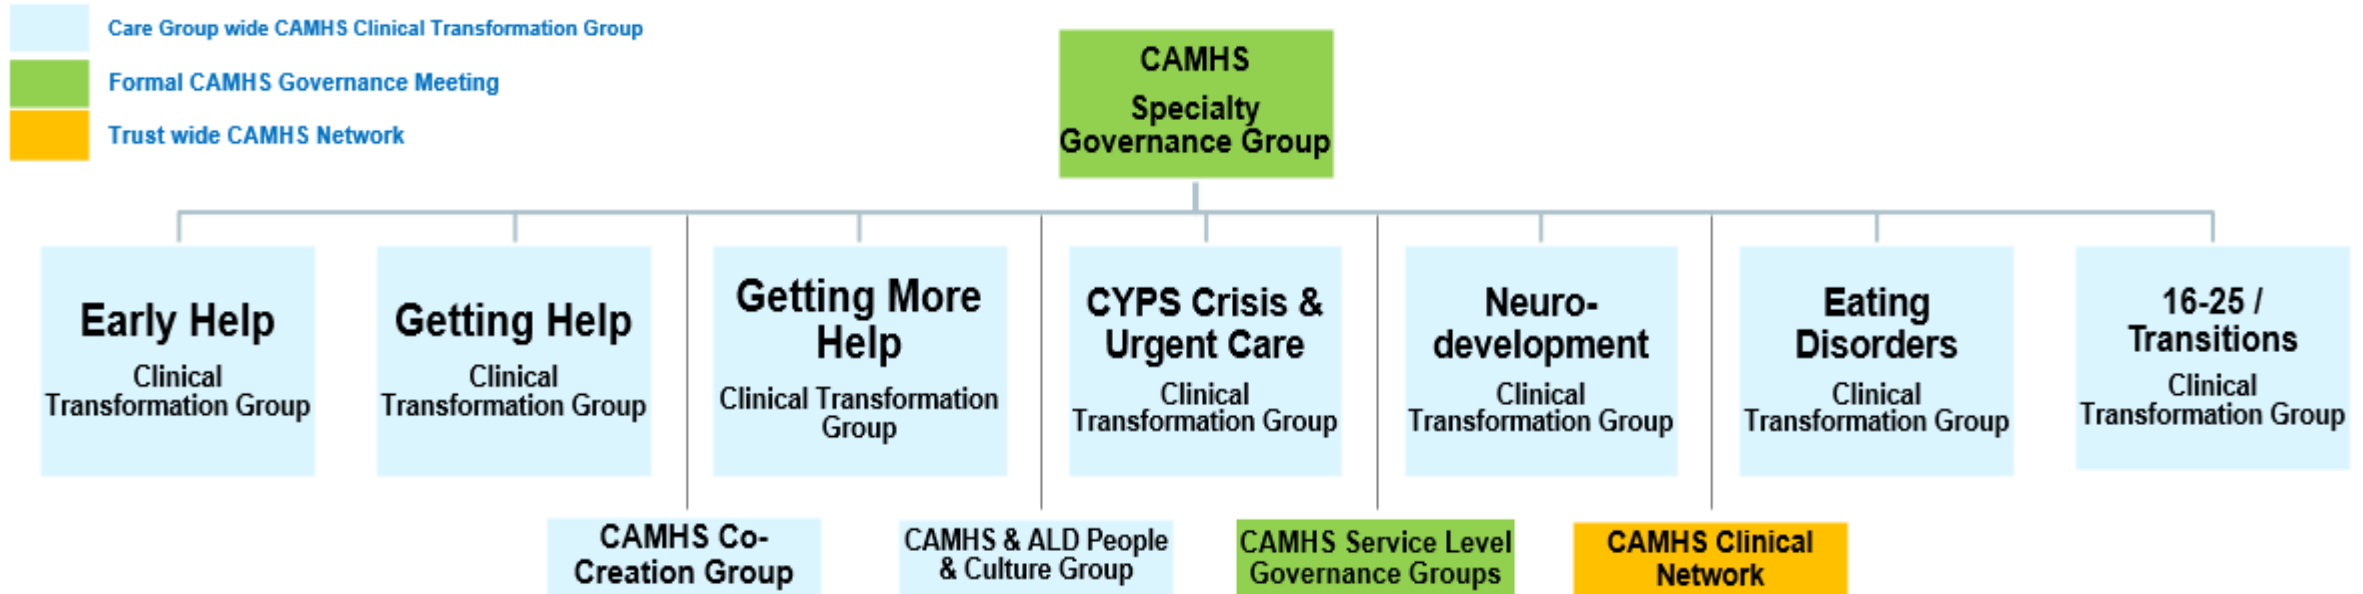 Care Group wide CAMHS Clinical Transformation Group
Formal CAMHS Governance Meeting
Trust wide CAMHS Network
CAMHS
Specialty
Governance Group
Early Help
Clinical
Transformation Group
Getting Help
Clinical
Transformation Group
Getting More
Help
Clinical Transformation
Group
CYPS Crisis &
Urgent Care
Clinical
Transformation Group
Neuro-
development
Clinical
Transformation Group
Eating
Disorders
Clinical
Transformation Group
16-25 /
Transitions
Clinical
Transformation Group
CAMHS Co-
Creation Group
CAMHS & ALD People
& Culture Group
CAMHS Service Level
Governance Groups
CAMHS Clinical
Network